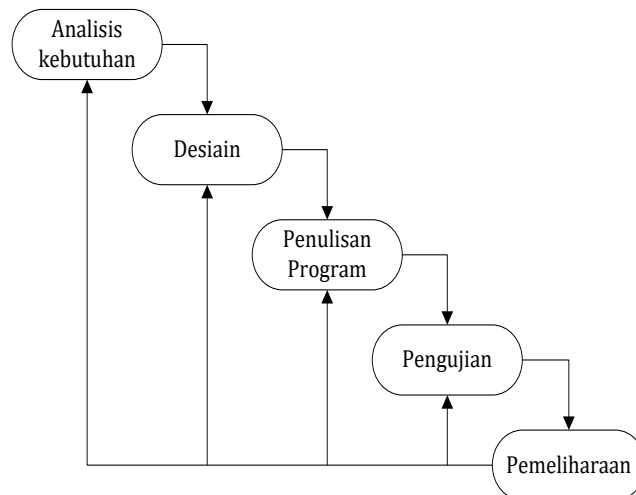 Analisis
kebutuhan
Desiain
Penulisan
Program
Pengujian
Pemeliharaan